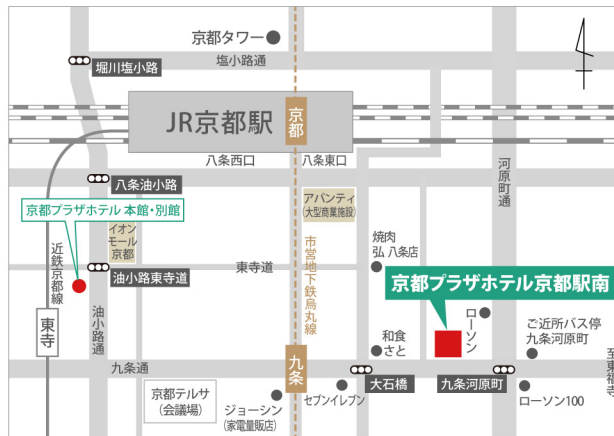 京都タワー
塩小路通
堀川塩小路
JR京都駅
京都
八条西口
八条東口
河原町通
八条油小路
京都プラザホテル 本館・別館
イオン
モール
京都
アバンティ
(大型商業施設)
市営地下鉄烏丸線
焼肉
弘 八条店
近鉄京都線
東寺道
油小路東寺道
京都プラザホテル京都駅南
東寺
油小路通
ローソン
和食
さと
ご近所バス停
九条河原町
九条
九条通
大石橋
九条河原町
至東福寺
京都テルサ
(会議場)
ジョーシン
(家電量販店)
セブンイレブン
ローソン100